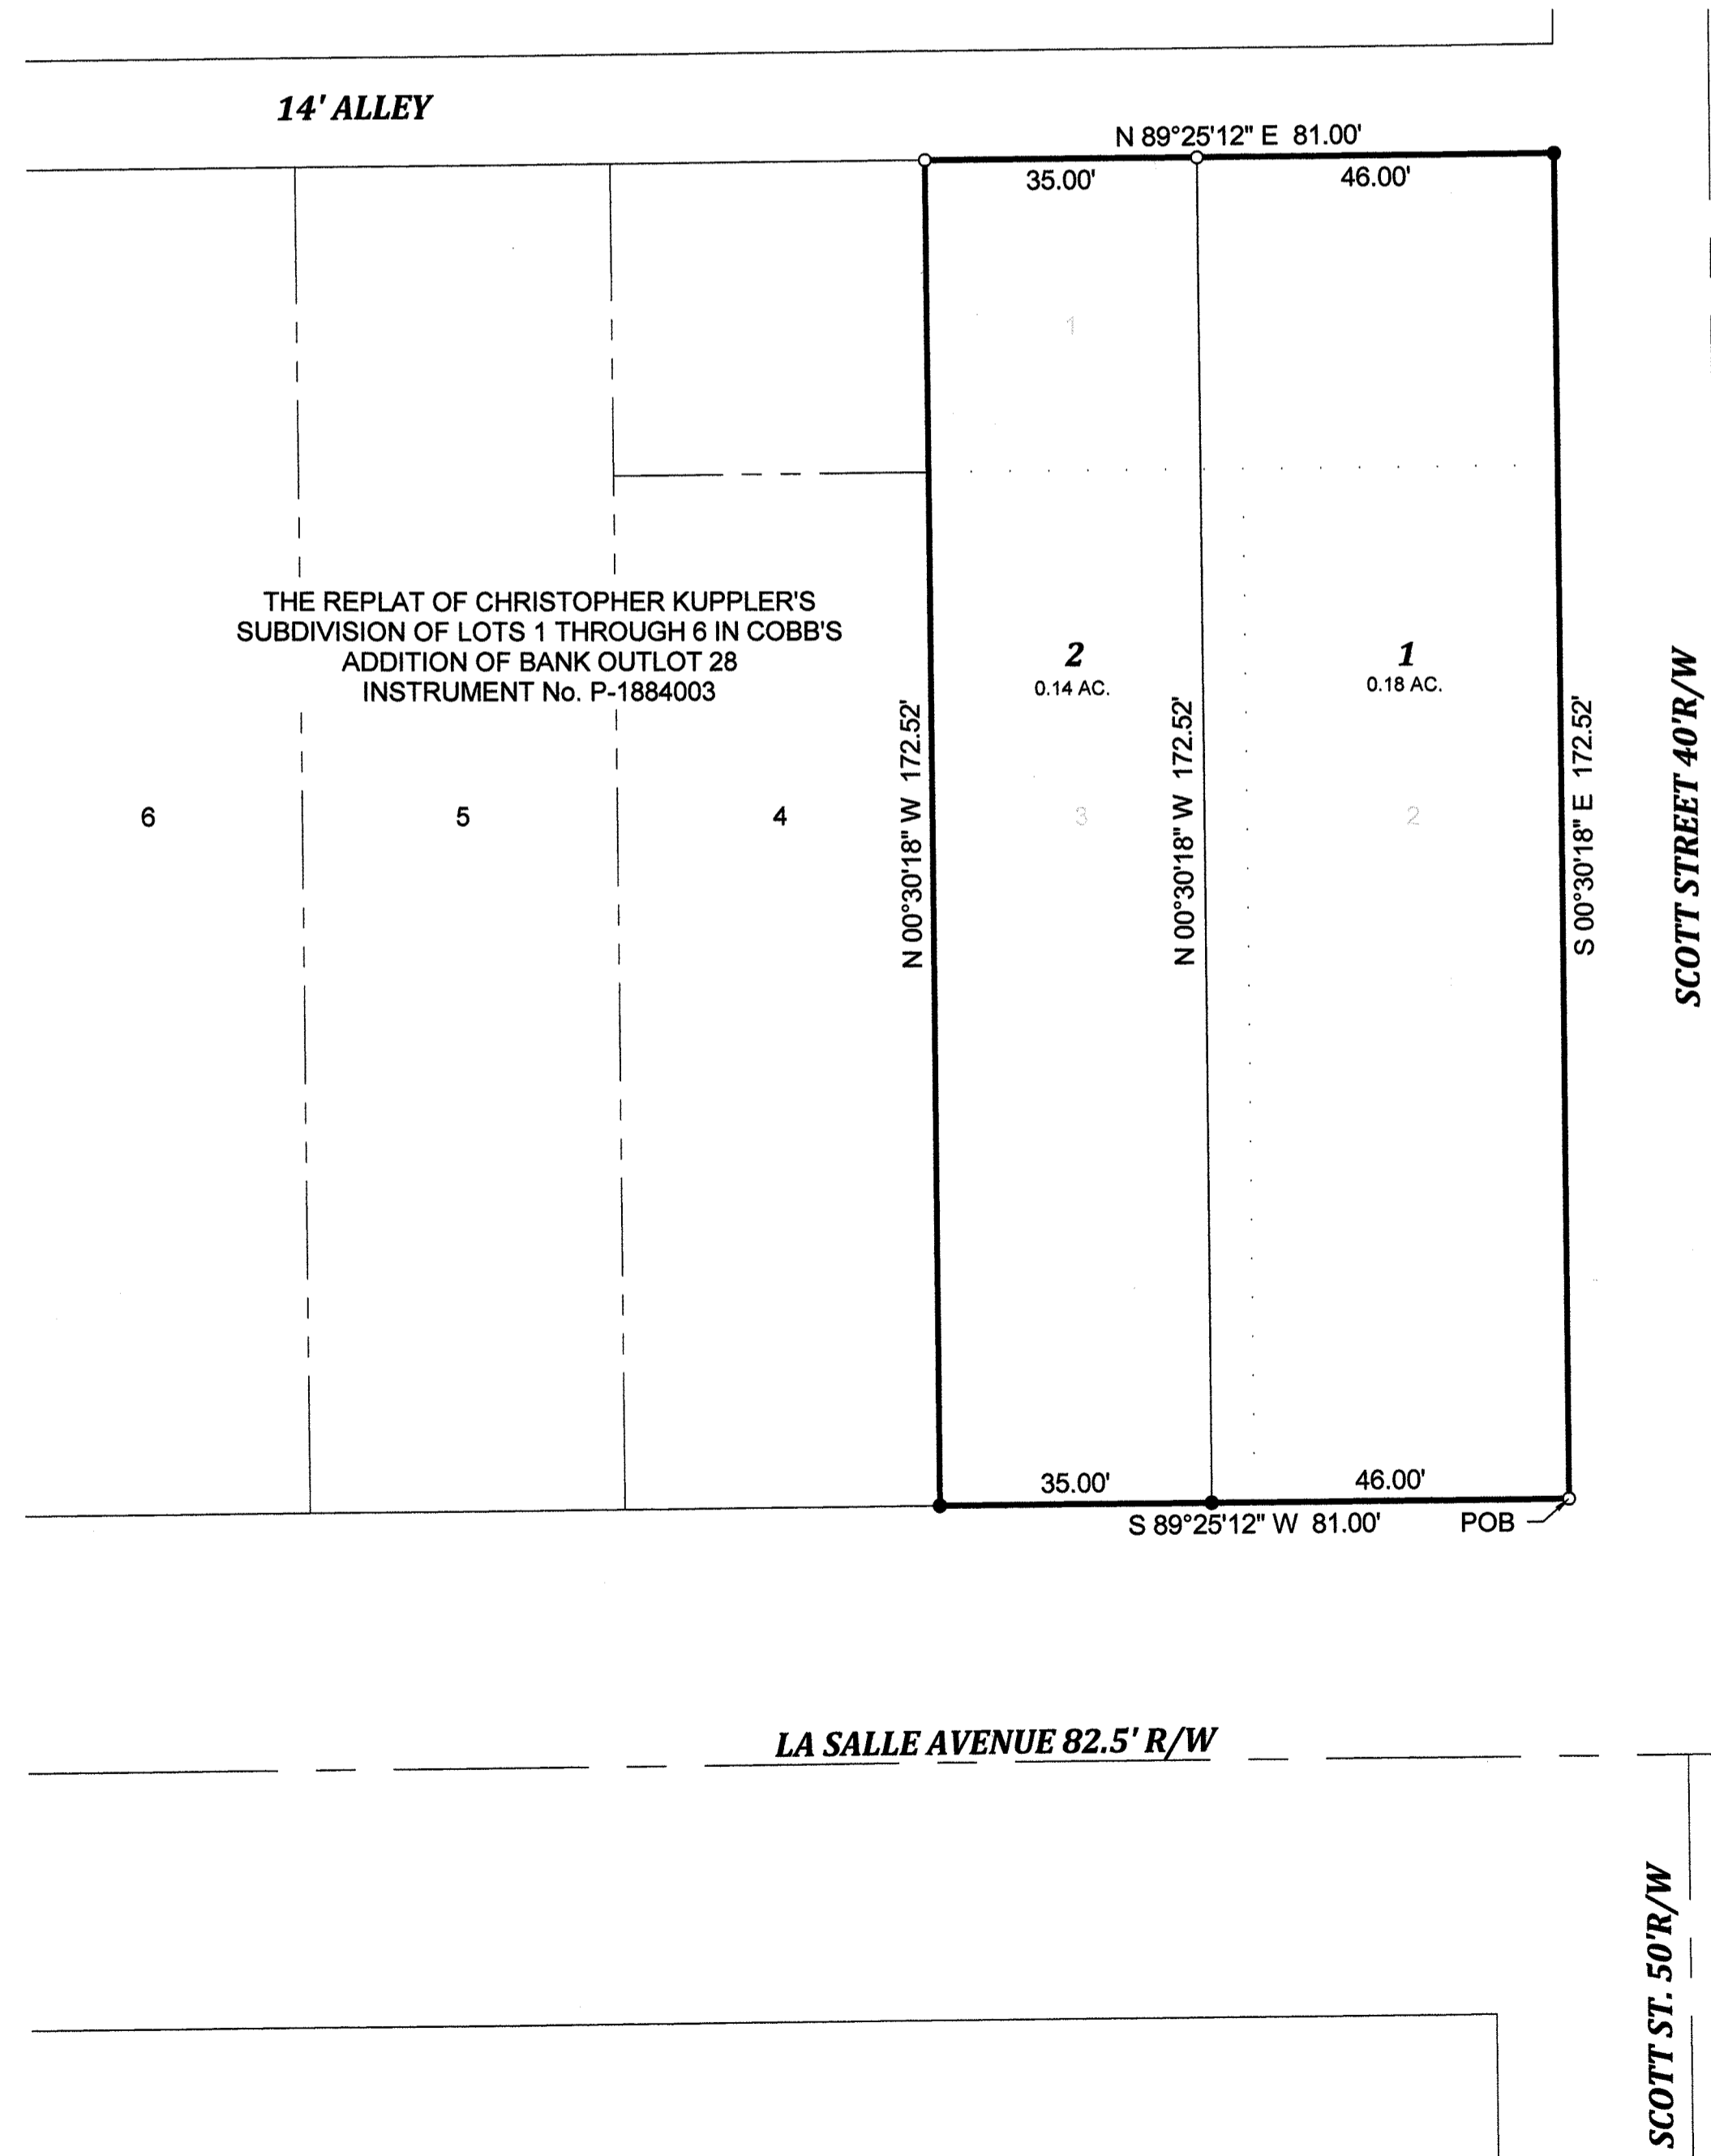 14' ALLEY
N 89°25'12" E 81.00'
35.00'
46.00'
1
THE REPLAT OF CHRISTOPHER KUPPLER'S
SUBDIVISION OF LOTS 1 THROUGH 6 IN COBB'S
ADDITION OF BANK OUTLOT 28
INSTRUMENT No. P-1884003
2
0.14 AC.
1
0.18 AC.
N 00°30'18" W 172.52'
N 00°30'18" W 172.52'
S 00°30'18" E 172.52'
SCOTT STREET 40'R/W
6
5
4
3
2
35.00'
46.00'
S 89°25'12" W 81.00'
POB
LA SALLE AVENUE 82.5' R/W
SCOTT ST. 50'R/W